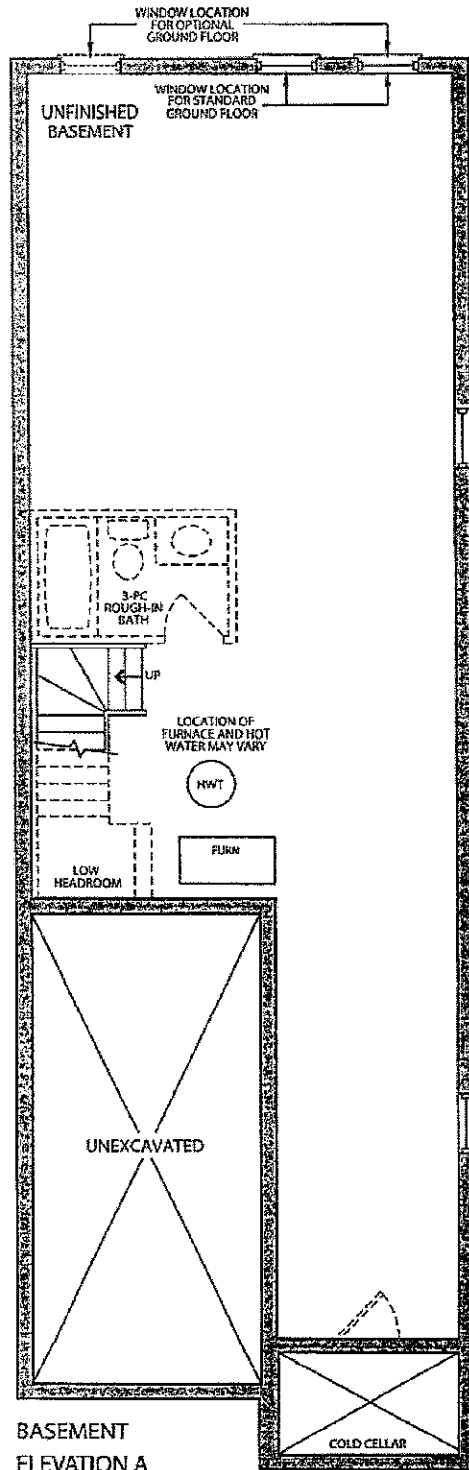 WINDOW LOCATION
FOR OPTIONAL
GROUND FLOOR
WINDOW LOCATION
FOR STANDARD
GROUND FLOOR
UNFINISHED
BASEMENT
3-PC
ROUGH-IN
BATH
UP
LOCATION OF
FURNACE AND HOT
WATER MAY VARY
HWT
FURN
LOW
HEADROOM
UNEXCAVATED
COLD CELLAR
BASEMENT
ELEVATION A